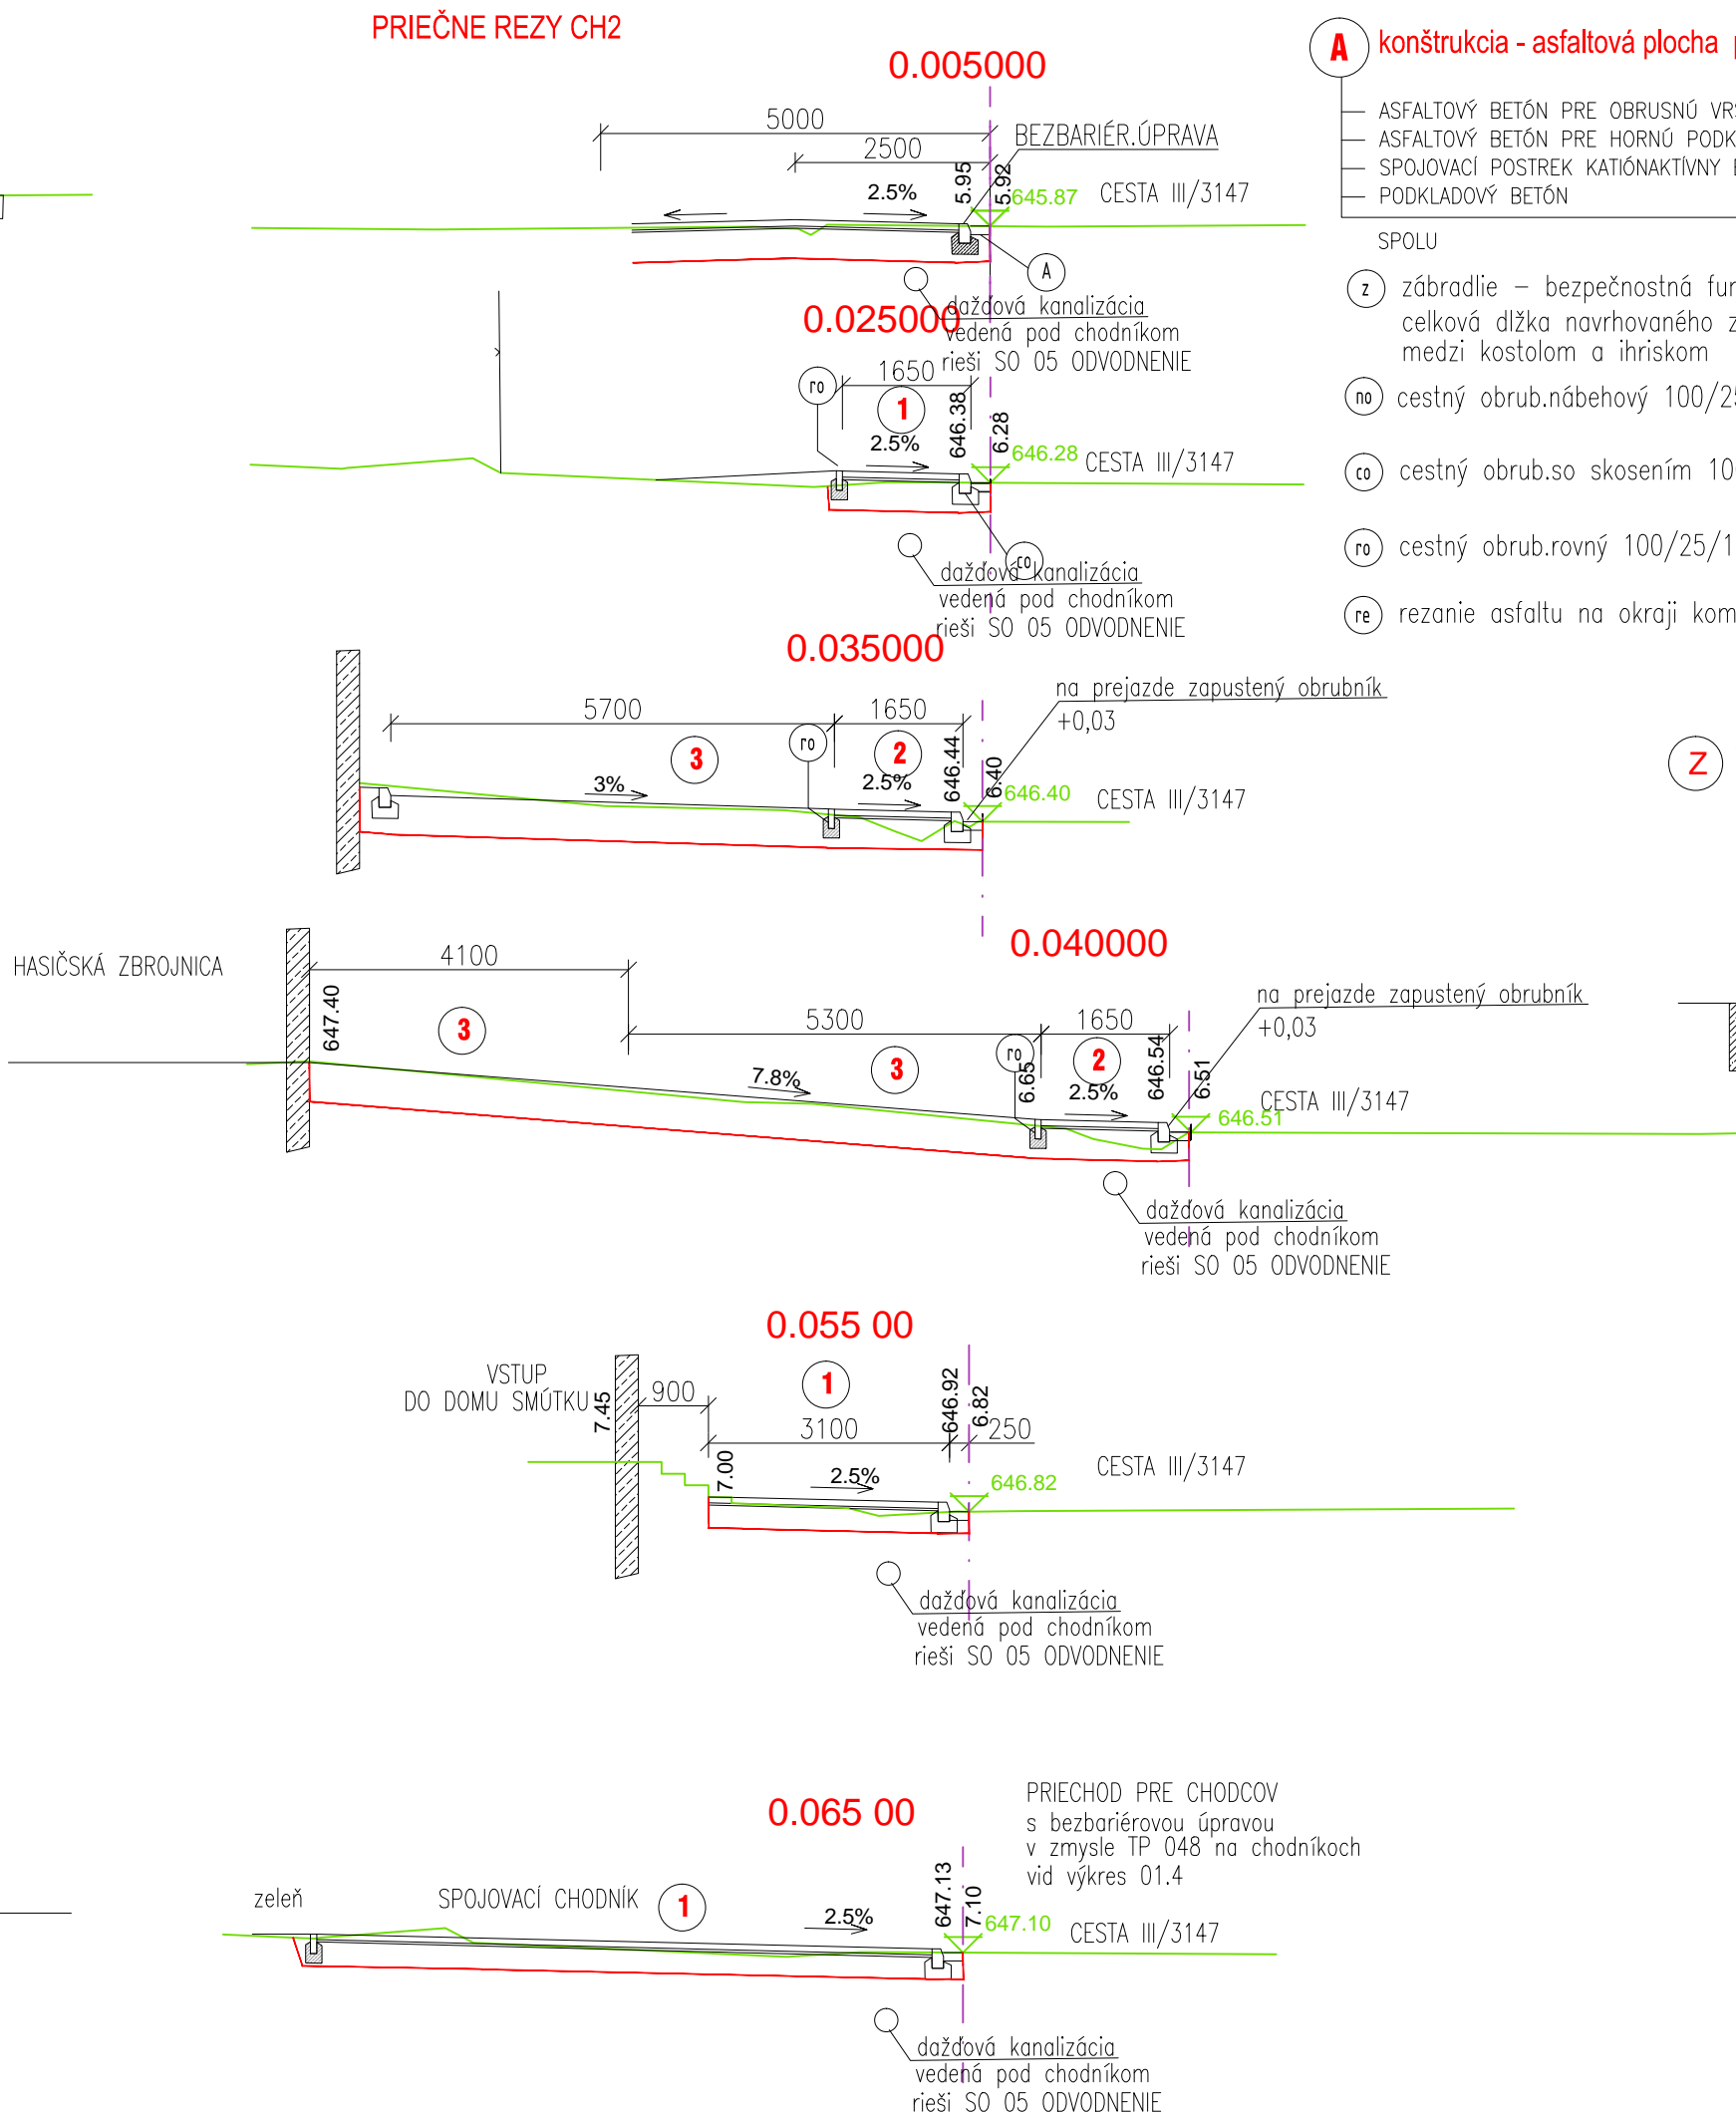 PRIEČNE REZY CH2
0.005000
5000
2500
BEZBARIÉR.ÚPRAVA
2.5%
5.95
5.92
645.87
CESTA III/3147
A
dažďová kanalizácia
vedená pod chodníkom
rieši SO 05 ODVODNENIE
0.025000
1650
ro
1
646.38
6.28
2.5%
646.28
CESTA III/3147
co
dažďová kanalizácia
vedená pod chodníkom
rieši SO 05 ODVODNENIE
0.035000
na prejazde zapustený obrubník
+0,03
5700
1650
ro
3
2
646.44
6.40
3%
2.5%
646.40
CESTA III/3147
0.040000
HASIČSKÁ ZBROJNICA
4100
647.40
3
na prejazde zapustený obrubník
+0,03
5300
1650
ro
3
2
6.65
646.54
6.51
7.8%
2.5%
646.51
CESTA III/3147
dažďová kanalizácia
vedená pod chodníkom
rieši SO 05 ODVODNENIE
0.055 00
VSTUP
DO DOMU SMÚTKU
7.45
900
1
646.92
6.82
3100
250
7.00
2.5%
646.82
CESTA III/3147
dažďová kanalizácia
vedená pod chodníkom
rieši SO 05 ODVODNENIE
0.065 00
PRIECHOD PRE CHODCOV
s bezbariérovou úpravou
v zmysle TP 048 na chodníkoch
vid výkres 01.4
zeleň
SPOJOVACÍ CHODNÍK
1
2.5%
647.13
7.10
647.10
CESTA III/3147
dažďová kanalizácia
vedená pod chodníkom
rieši SO 05 ODVODNENIE
A konštrukcia - asfaltová plocha
ASFALTOVÝ BETÓN PRE OBRUSNÚ
ASFALTOVÝ BETÓN PRE HORNÚ
SPOJOVACÍ POSTREK KATIÓNAKTÍVNY
PODKLADOVÝ BETÓN
SPOLU
z zábradlie – bezpečnostná
celková dlžka navrhovaného
medzi kostolom a ihriskom
no cestný obrub.nábehový 100/25
co cestný obrub.so skosením 10
ro cestný obrub.rovný 100/25/1
re rezanie asfaltu na okraji
Z